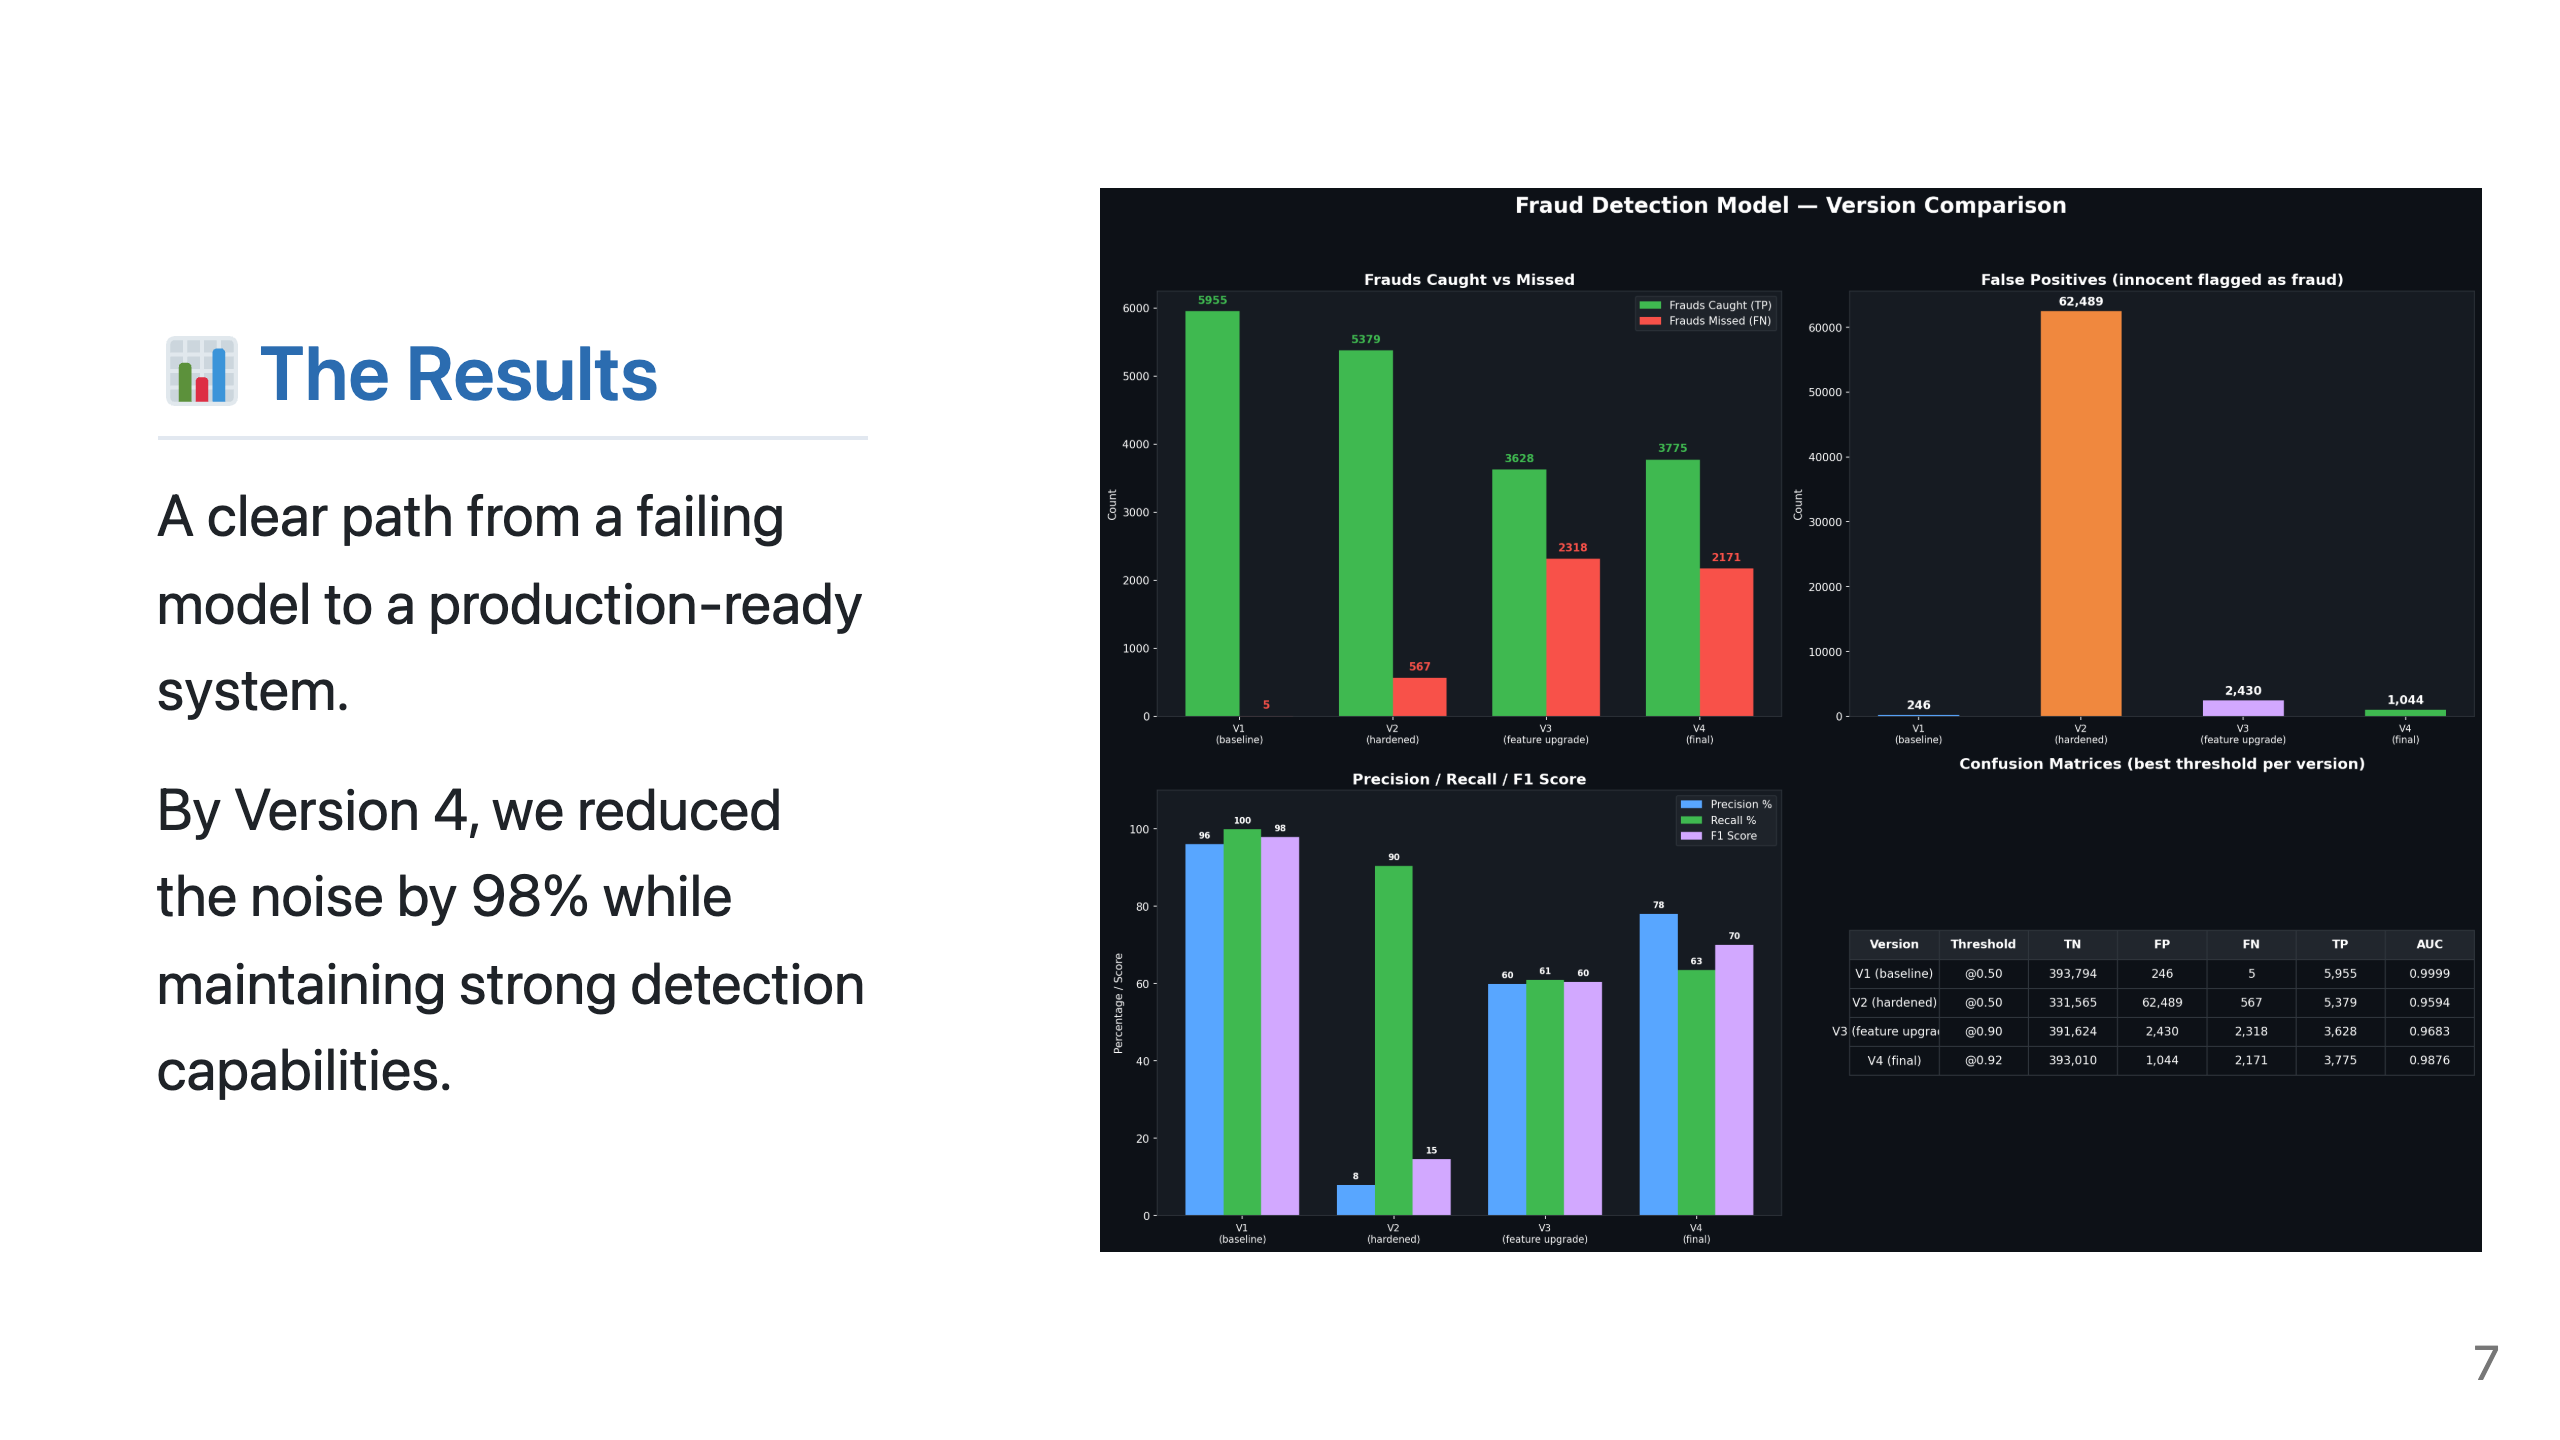 The Results
A clear path from a failing
model to a production-ready
system.
By Version 4, we reduced
the noise by 98% while
maintaining strong detection
capabilities.
Fraud Detection Model — Version Comparison
Frauds Caught vs Missed
Frauds Caught (TP)
Frauds Missed (FN)
Count
6000
5000
4000
3000
2000
1000
0
5955
5
5379
567
3628
2318
3775
2171
V1
(baseline)
V2
(hardened)
V3
(feature upgrade)
V4
(final)
False Positives (innocent flagged as fraud)
Count
60000
50000
40000
30000
20000
10000
0
246
62,489
2,430
1,044
V1
(baseline)
V2
(hardened)
V3
(feature upgrade)
V4
(final)
Precision / Recall / F1 Score
Precision %
Recall %
F1 Score
Percentage / Score
100
80
60
40
20
0
96
100
98
8
90
15
60
61
60
78
63
70
V1
(baseline)
V2
(hardened)
V3
(feature upgrade)
V4
(final)
Confusion Matrices (best threshold per version)
Version Threshold TN FP FN TP AUC
V1 (baseline) @0.50 393,794 246 5 5,955 0.9999
V2 (hardened) @0.50 331,565 62,489 567 5,379 0.9594
V3 (feature upgra @0.90 391,624 2,430 2,318 3,628 0.9683
V4 (final) @0.92 393,010 1,044 2,171 3,775 0.9876
7